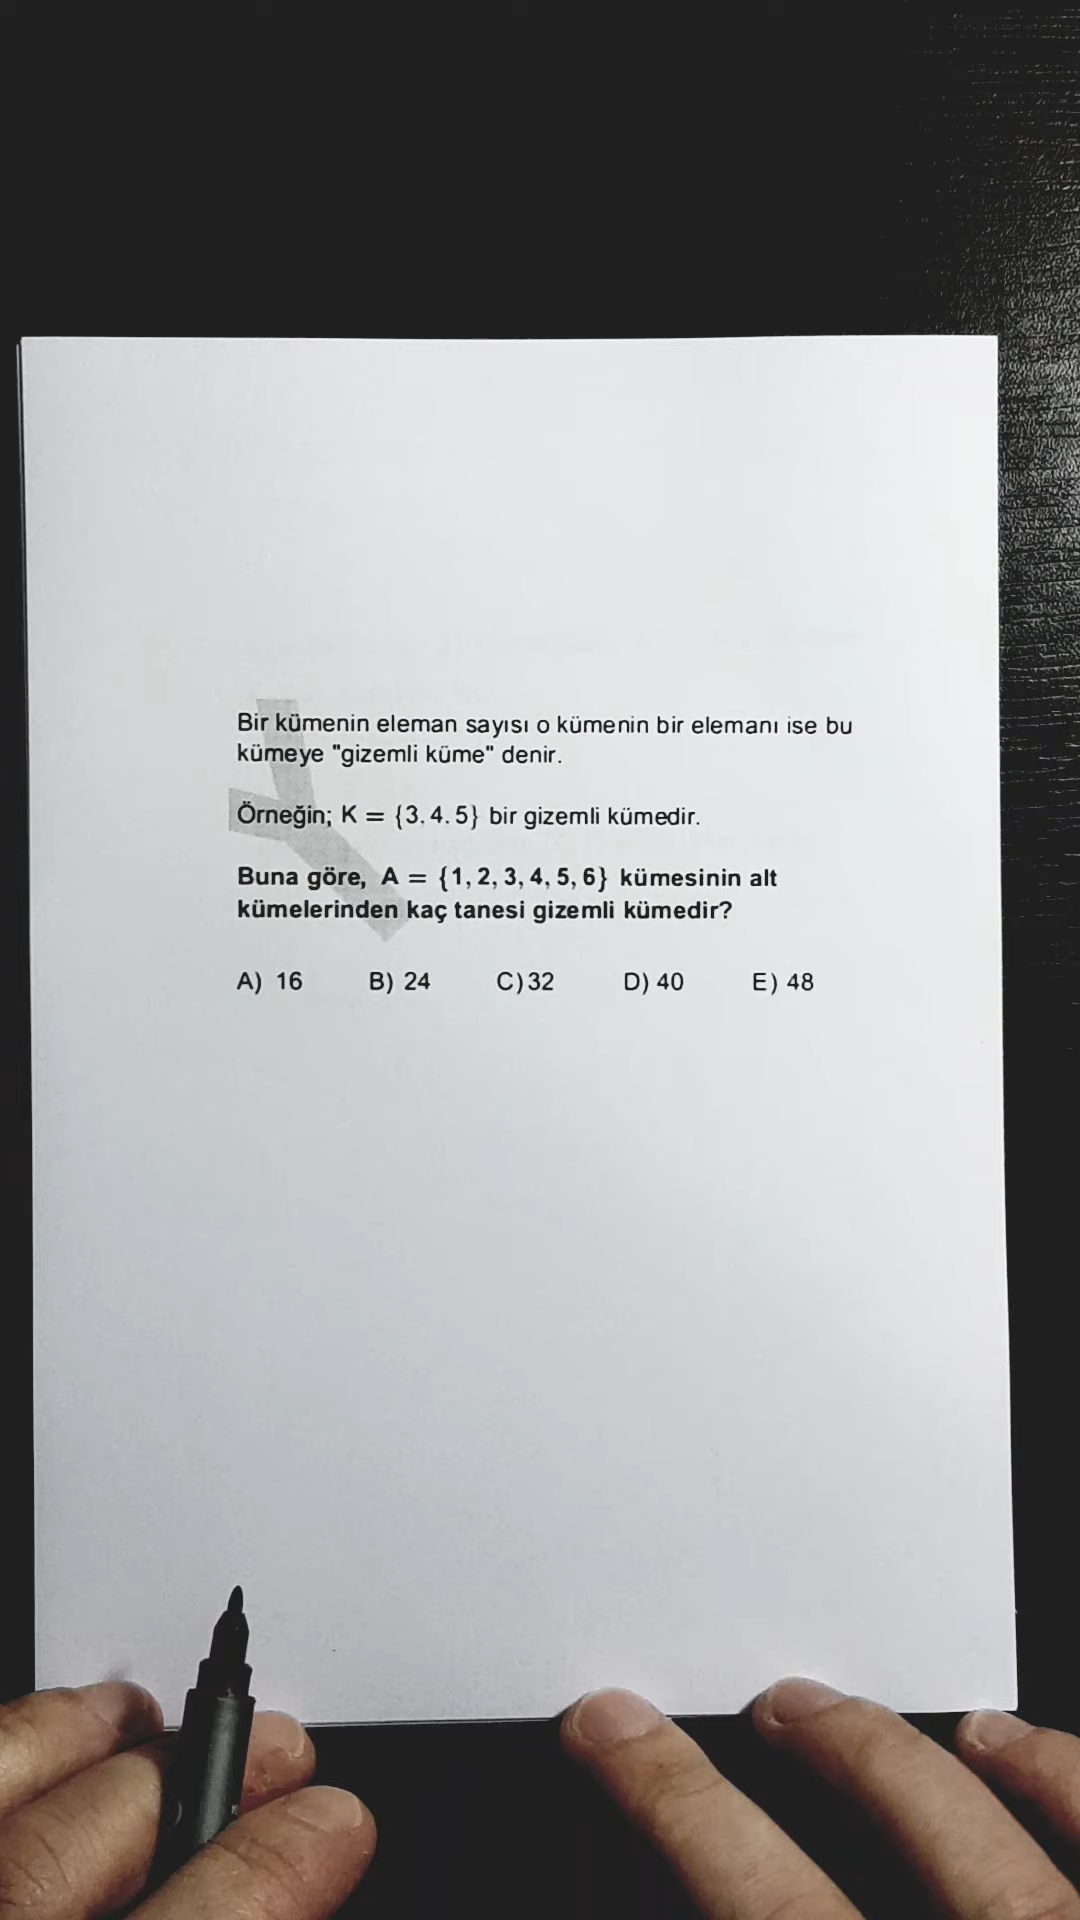 Bir kümenin eleman sayısı o kümenin bir elemanı ise bu
kümeye "gizemli küme" denir.
Örneğin; K = {3. 4. 5} bir gizemli kümedir.
Buna göre, A = {1, 2, 3, 4, 5, 6} kümesinin alt
kümelerinden kaç tanesi gizemli kümedir?
A) 16 B) 24 C) 32 D) 40 E) 48